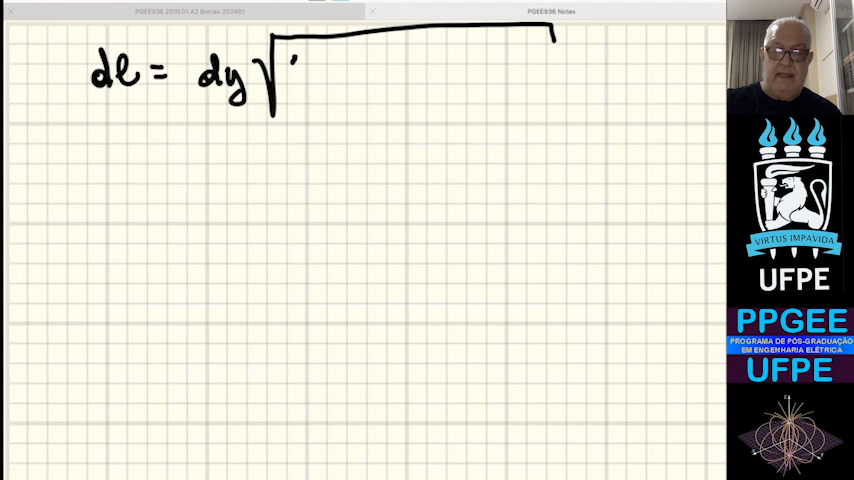 PGEE936 2019.01 A2 Borrao 202401
PGEE936 Notes
dℓ = dy √
VIRTUS IMPAVIDA
UFPE
PPGEE
PROGRAMA DE PÓS-GRADUAÇÃO
EM ENGENHARIA ELÉTRICA
UFPE